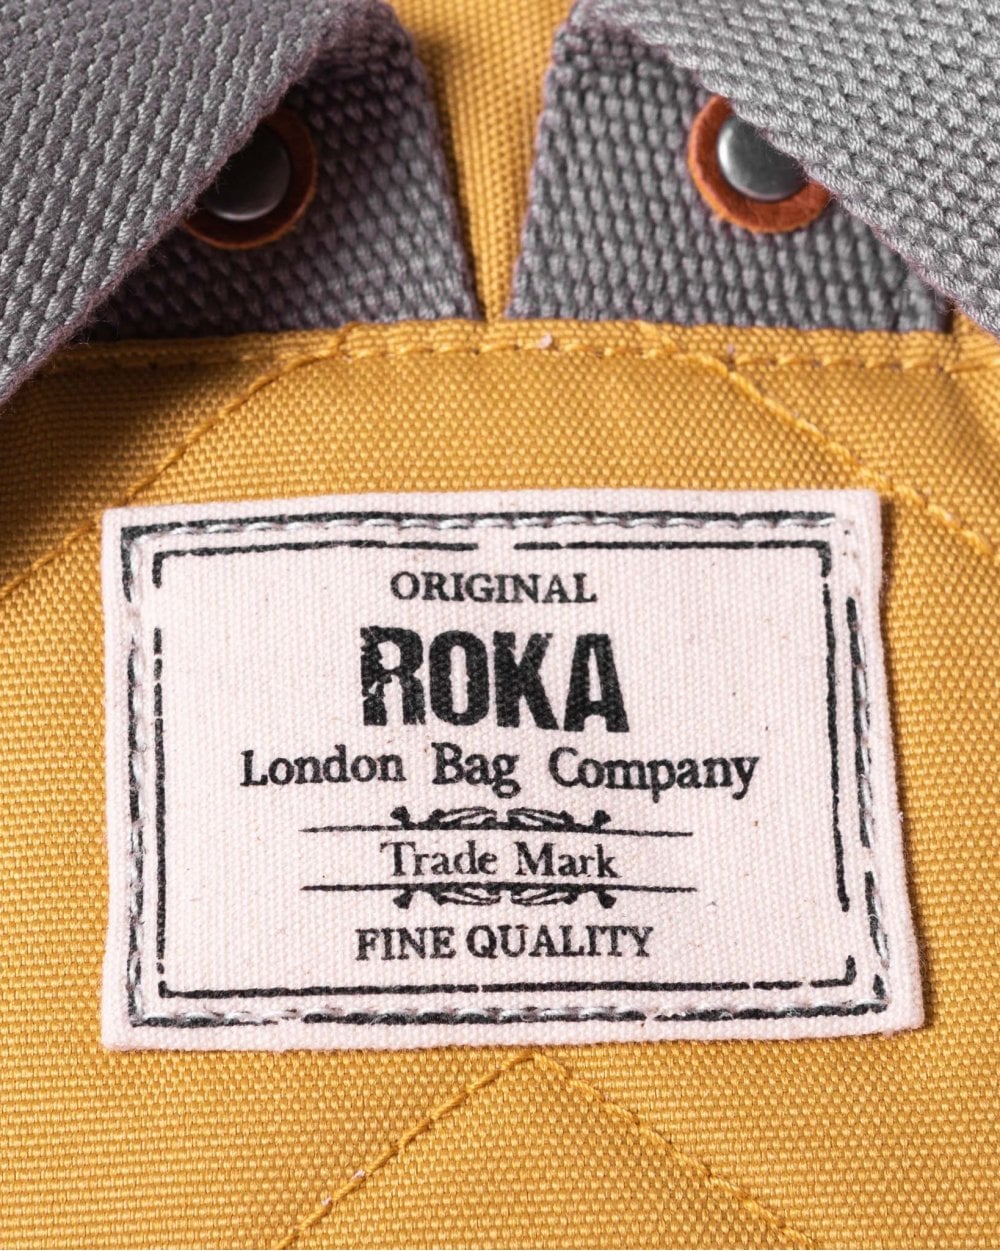 ORIGINAL
ROKA
London Bag Company
Trade Mark
FINE QUALITY